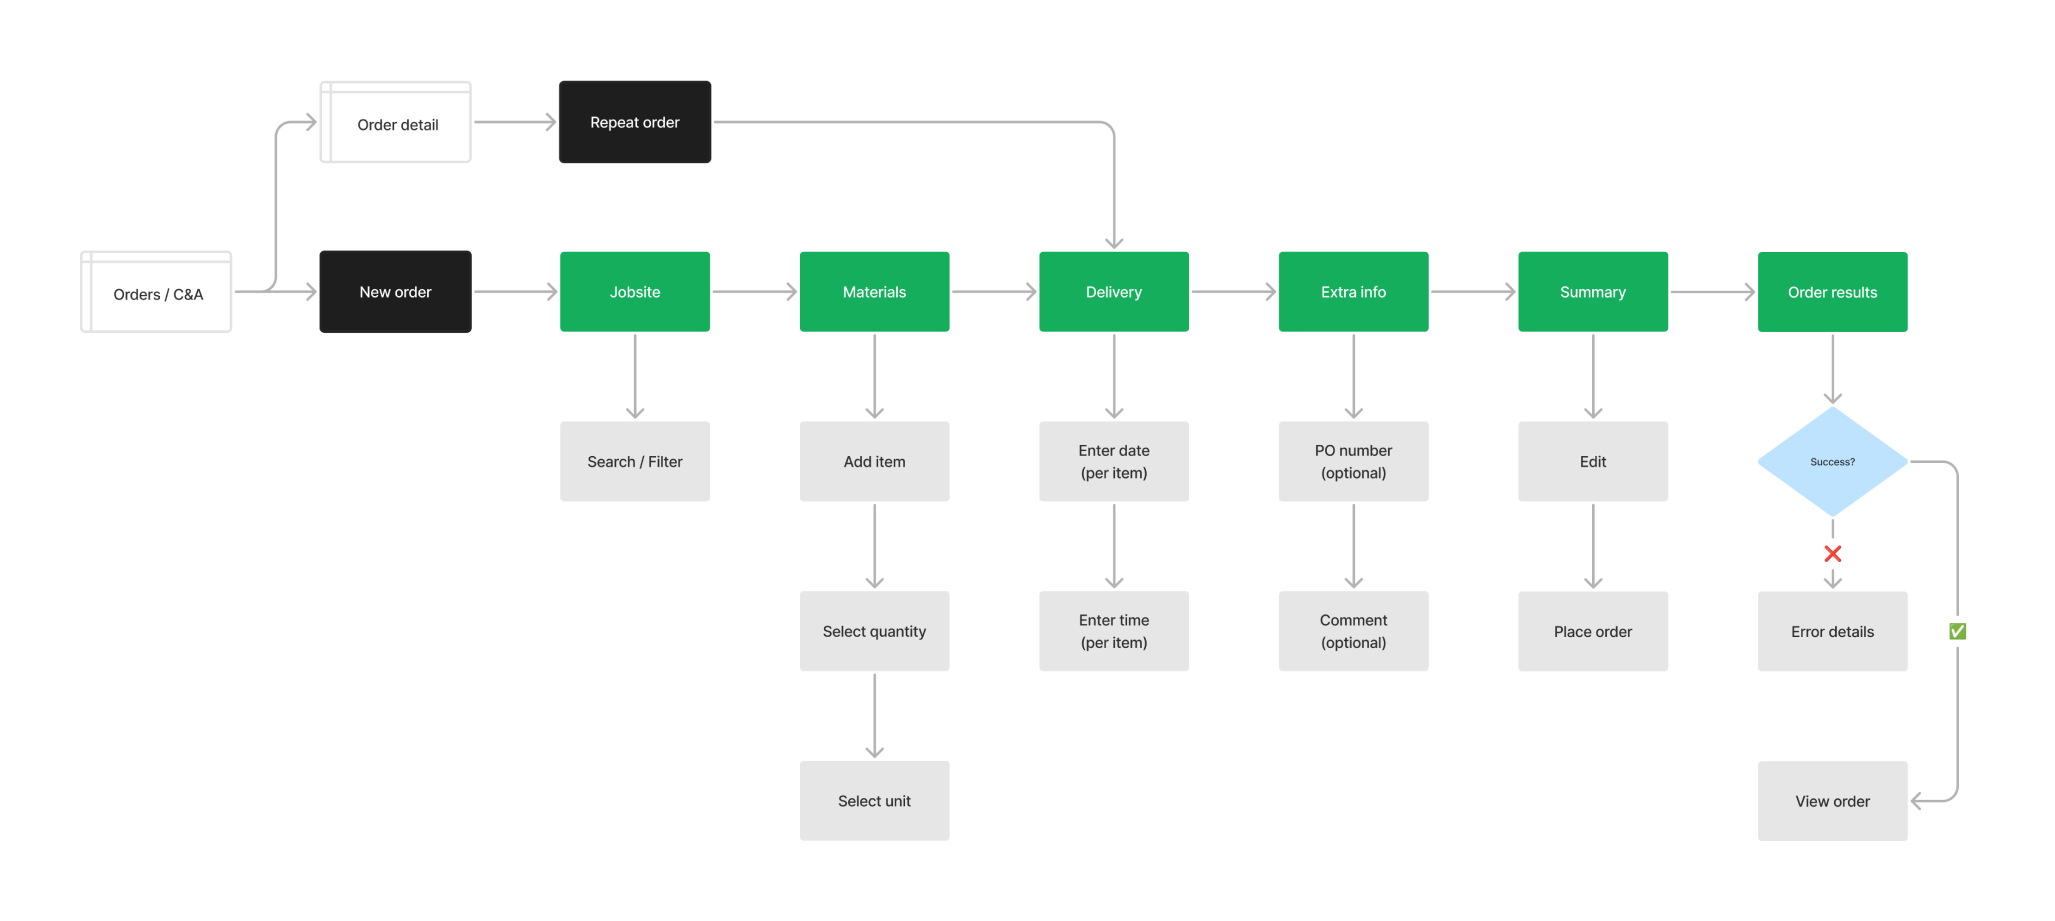 Order detail
Repeat order
Orders / C&A
New order
Jobsite
Materials
Delivery
Extra info
Summary
Order results
Search / Filter
Add item
Enter date
(per item)
PO number
(optional)
Edit
Success?
Select quantity
Enter time
(per item)
Comment
(optional)
Place order
Error details
Select unit
View order